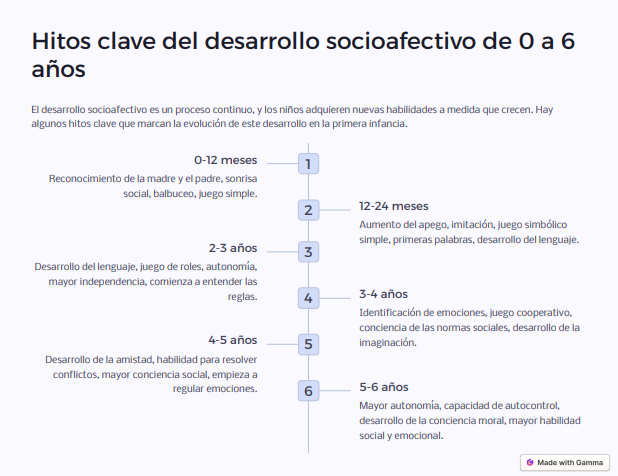 Hitos clave del desarrollo socioafectivo de 0 a 6
años
El desarrollo socioafectivo es un proceso continuo, y los niños adquieren nuevas habilidades a medida que crecen. Hay
algunos hitos clave que marcan la evolución de este desarrollo en la primera infancia.
0-12 meses
1
Reconocimiento de la madre y el padre, sonrisa
social, balbuceo, juego simple.
2
12-24 meses
Aumento del apego, imitación, juego simbólico
simple, primeras palabras, desarrollo del lenguaje.
2-3 años
3
Desarrollo del lenguaje, juego de roles, autonomía,
mayor independencia, comienza a entender las
reglas.
4
3-4 años
Identificación de emociones, juego cooperativo,
conciencia de las normas sociales, desarrollo de la
imaginación.
4-5 años
5
Desarrollo de la amistad, habilidad para resolver
conflictos, mayor conciencia social, empieza a
regular emociones.
6
5-6 años
Mayor autonomía, capacidad de autocontrol,
desarrollo de la conciencia moral, mayor habilidad
social y emocional.
Made with Gamma